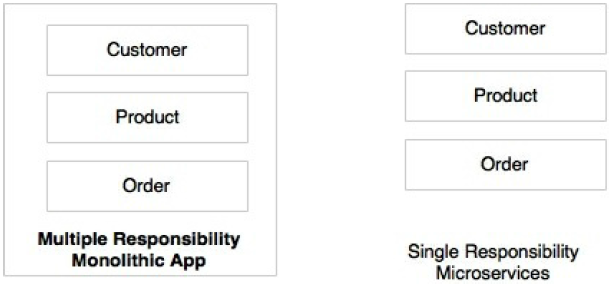 Customer
Product
Order
Multiple Responsibility
Monolithic App
Customer
Product
Order
Single Responsibility
Microservices